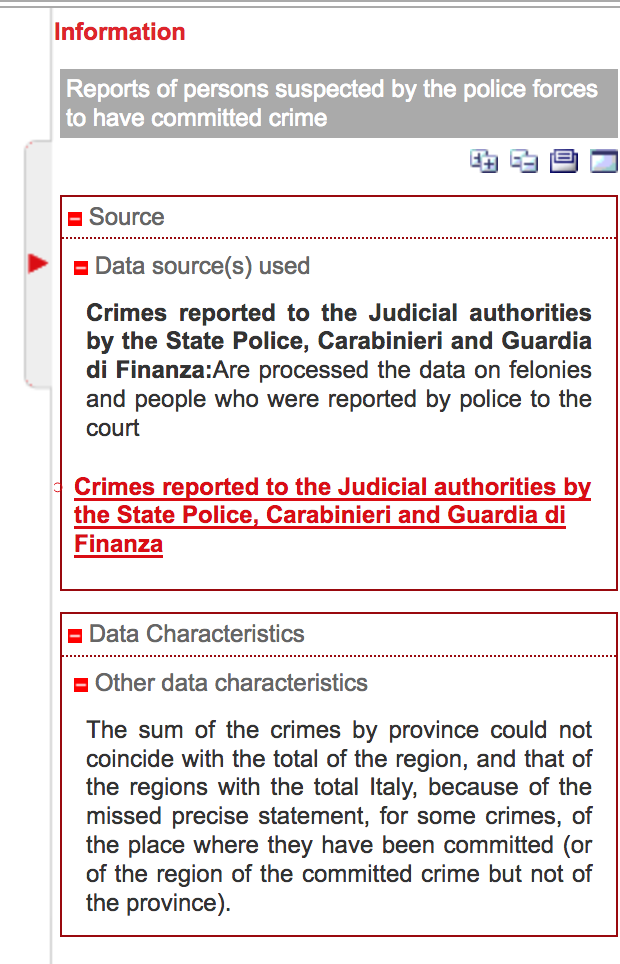 Information
Reports of persons suspected by the police forces
to have committed crime
Source
Data source(s) used
Crimes reported to the Judicial authorities
by the State Police, Carabinieri and Guardia
di Finanza:Are processed the data on felonies
and people who were reported by police to the
court
Crimes reported to the Judicial authorities by
the State Police, Carabinieri and Guardia di
Finanza
Data Characteristics
Other data characteristics
The sum of the crimes by province could not
coincide with the total of the region, and that of
the regions with the total Italy, because of the
missed precise statement, for some crimes, of
the place where they have been committed (or
of the region of the committed crime but not of
the province).